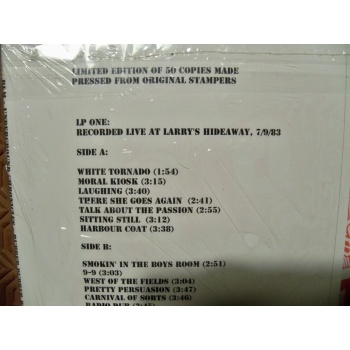 LIMITED EDITION OF 50 COPIES MADE
PRESSED FROM ORIGINAL STAMPERS
LP ONE:
RECORDED LIVE AT LARRY'S HIDEAWAY, 7/9/83
SIDE A:
WHITE TORNADO (1:54)
MORAL KIOSK (3:15)
LAUGHING (3:40)
THERE SHE GOES AGAIN (2:41)
TALK ABOUT THE PASSION (2:55)
SITTING STILL (3:12)
HARBOUR COAT (3:38)
SIDE B:
SMOKIN' IN THE BOYS ROOM (2:51)
9-9 (3:03)
WEST OF THE FIELDS (3:04)
PRETTY PERSUASION (3:47)
CARNIVAL OF SORTS (3:46)
RADIO DUB